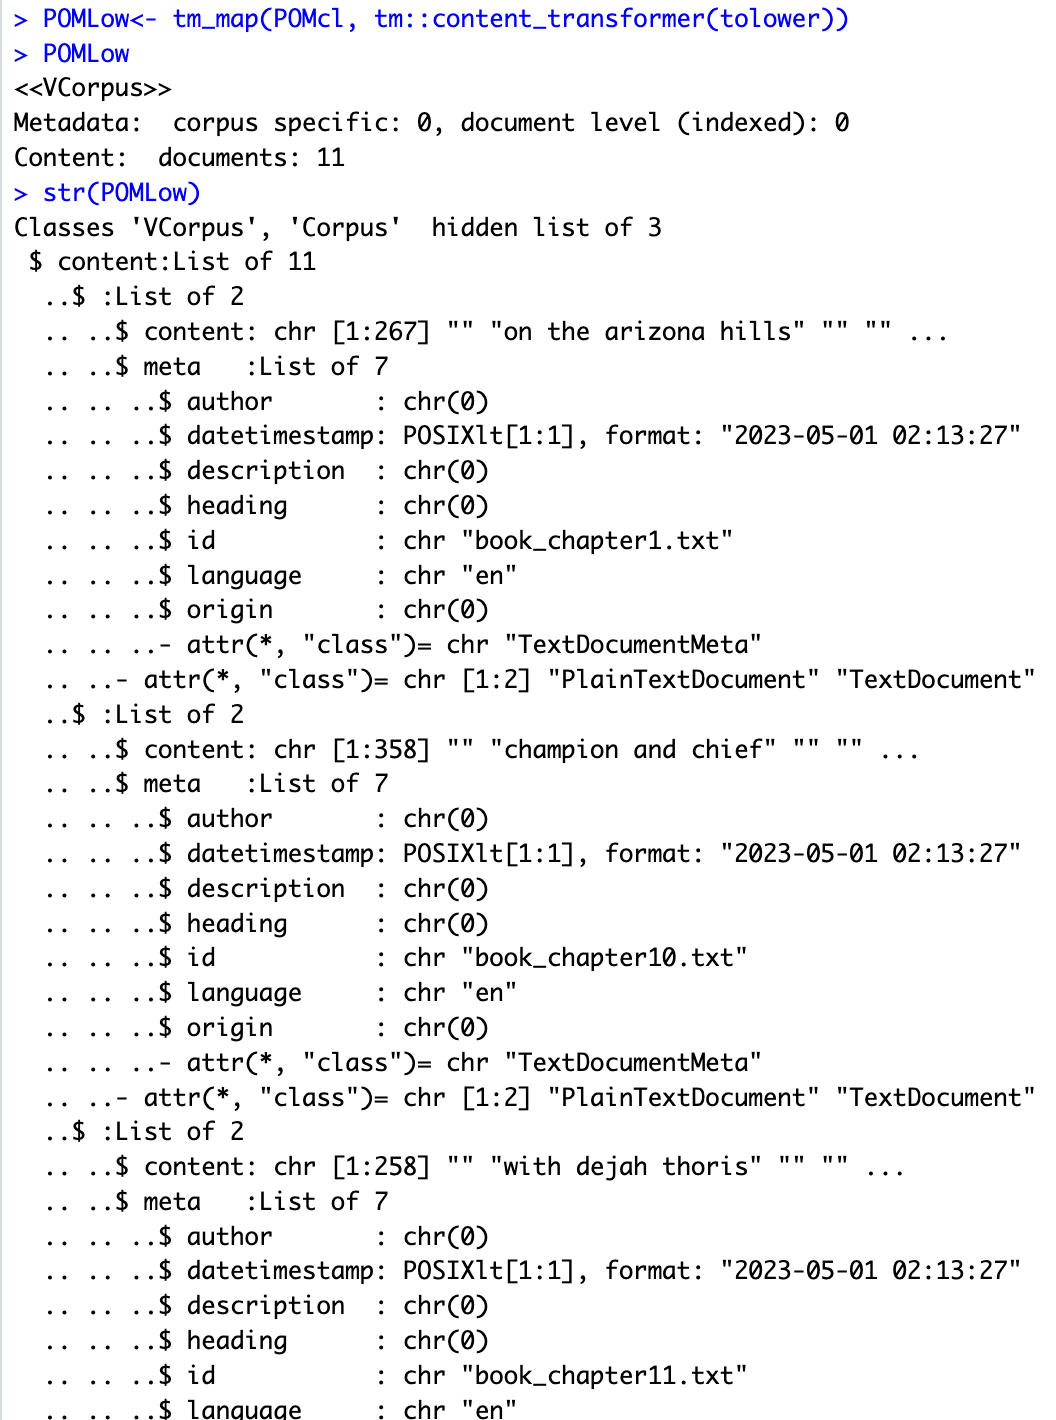 > POMLow<- tm_map(POMcl, tm::content_transformer(tolower))
> POMLow
<<VCorpus>>
Metadata:  corpus specific: 0, document level (indexed): 0
Content:  documents: 11
> str(POMLow)
Classes 'VCorpus', 'Corpus'  hidden list of 3
 $ content:List of 11
  ..$ :List of 2
  .. ..$ content: chr [1:267] "" "on the arizona hills" "" "" ...
  .. ..$ meta   :List of 7
  .. .. ..$ author       : chr(0)
  .. .. ..$ datetimestamp: POSIXlt[1:1], format: "2023-05-01 02:13:27"
  .. .. ..$ description  : chr(0)
  .. .. ..$ heading      : chr(0)
  .. .. ..$ id           : chr "book_chapter1.txt"
  .. .. ..$ language     : chr "en"
  .. .. ..$ origin       : chr(0)
  .. .. ..- attr(*, "class")= chr "TextDocumentMeta"
  .. ..- attr(*, "class")= chr [1:2] "PlainTextDocument" "TextDocument"
  ..$ :List of 2
  .. ..$ content: chr [1:358] "" "champion and chief" "" "" ...
  .. ..$ meta   :List of 7
  .. .. ..$ author       : chr(0)
  .. .. ..$ datetimestamp: POSIXlt[1:1], format: "2023-05-01 02:13:27"
  .. .. ..$ description  : chr(0)
  .. .. ..$ heading      : chr(0)
  .. .. ..$ id           : chr "book_chapter10.txt"
  .. .. ..$ language     : chr "en"
  .. .. ..$ origin       : chr(0)
  .. .. ..- attr(*, "class")= chr "TextDocumentMeta"
  .. ..- attr(*, "class")= chr [1:2] "PlainTextDocument" "TextDocument"
  ..$ :List of 2
  .. ..$ content: chr [1:258] "" "with dejah thoris" "" "" ...
  .. ..$ meta   :List of 7
  .. .. ..$ author       : chr(0)
  .. .. ..$ datetimestamp: POSIXlt[1:1], format: "2023-05-01 02:13:27"
  .. .. ..$ description  : chr(0)
  .. .. ..$ heading      : chr(0)
  .. .. ..$ id           : chr "book_chapter11.txt"
  .. .. ..$ language     : chr "en"